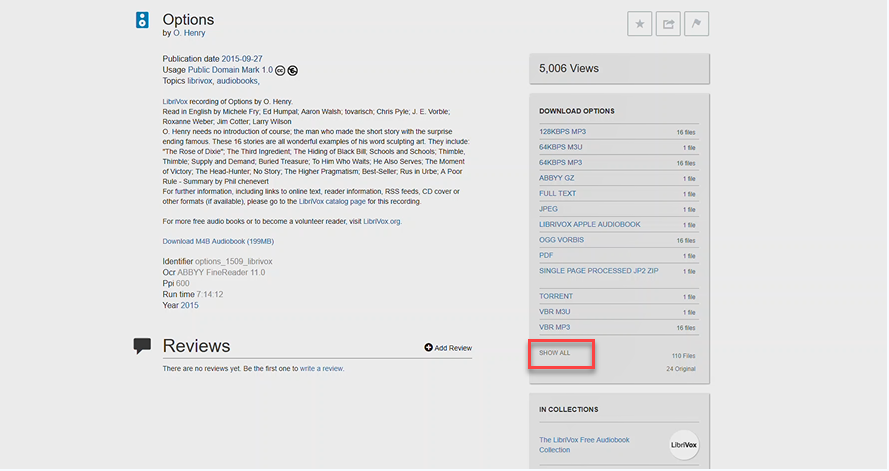 Options
by O. Henry
Publication date 2015-09-27
Usage Public Domain Mark 1.0
Topics librivox, audiobooks,
LibriVox recording of Options by O. Henry.
Read in English by Michele Fry; Ed Humpal; Aaron Walsh; tovarisch; Chris Pyle; J. E. Vorble;
Roxanne Weber; Jim Cotter; Larry Wilson
O. Henry needs no introduction of course; the man who made the short story with the surprise
ending famous. These 16 stories are all wonderful examples of his word sculpting art. They include:
"The Rose of Dixie"; The Third Ingredient; The Hiding of Black Bill; Schools and Schools; Thimble,
Thimble; Supply and Demand; Buried Treasure; To Him Who Waits; He Also Serves; The Moment
of Victory; The Head-Hunter; No Story; The Higher Pragmatism; Best-Seller; Rus in Urbe; A Poor
Rule - Summary by Phil chenevert
For further information, including links to online text, reader information, RSS feeds, CD cover or
other formats (if available), please go to the LibriVox catalog page for this recording.
For more free audio books or to become a volunteer reader, visit LibriVox.org.
Download M4B Audiobook (199MB)
Identifier options_1509_librivox
Ocr ABBYY FineReader 11.0
Ppi 600
Run time 7:14:12
Year 2015
Reviews
Add Review
There are no reviews yet. Be the first one to write a review.
5,006 Views
DOWNLOAD OPTIONS
128KBPS MP3 16 files
64KBPS M3U 1 file
64KBPS MP3 16 files
ABBYY GZ 1 file
FULL TEXT 1 file
JPEG 1 file
LIBRIVOX APPLE AUDIOBOOK 1 file
OGG VORBIS 16 files
PDF 1 file
SINGLE PAGE PROCESSED JP2 ZIP 1 file
TORRENT 1 file
VBR M3U 1 file
VBR MP3 16 files
SHOW ALL 110 Files
24 Original
IN COLLECTIONS
The LibriVox Free Audiobook
Collection
LibriVox